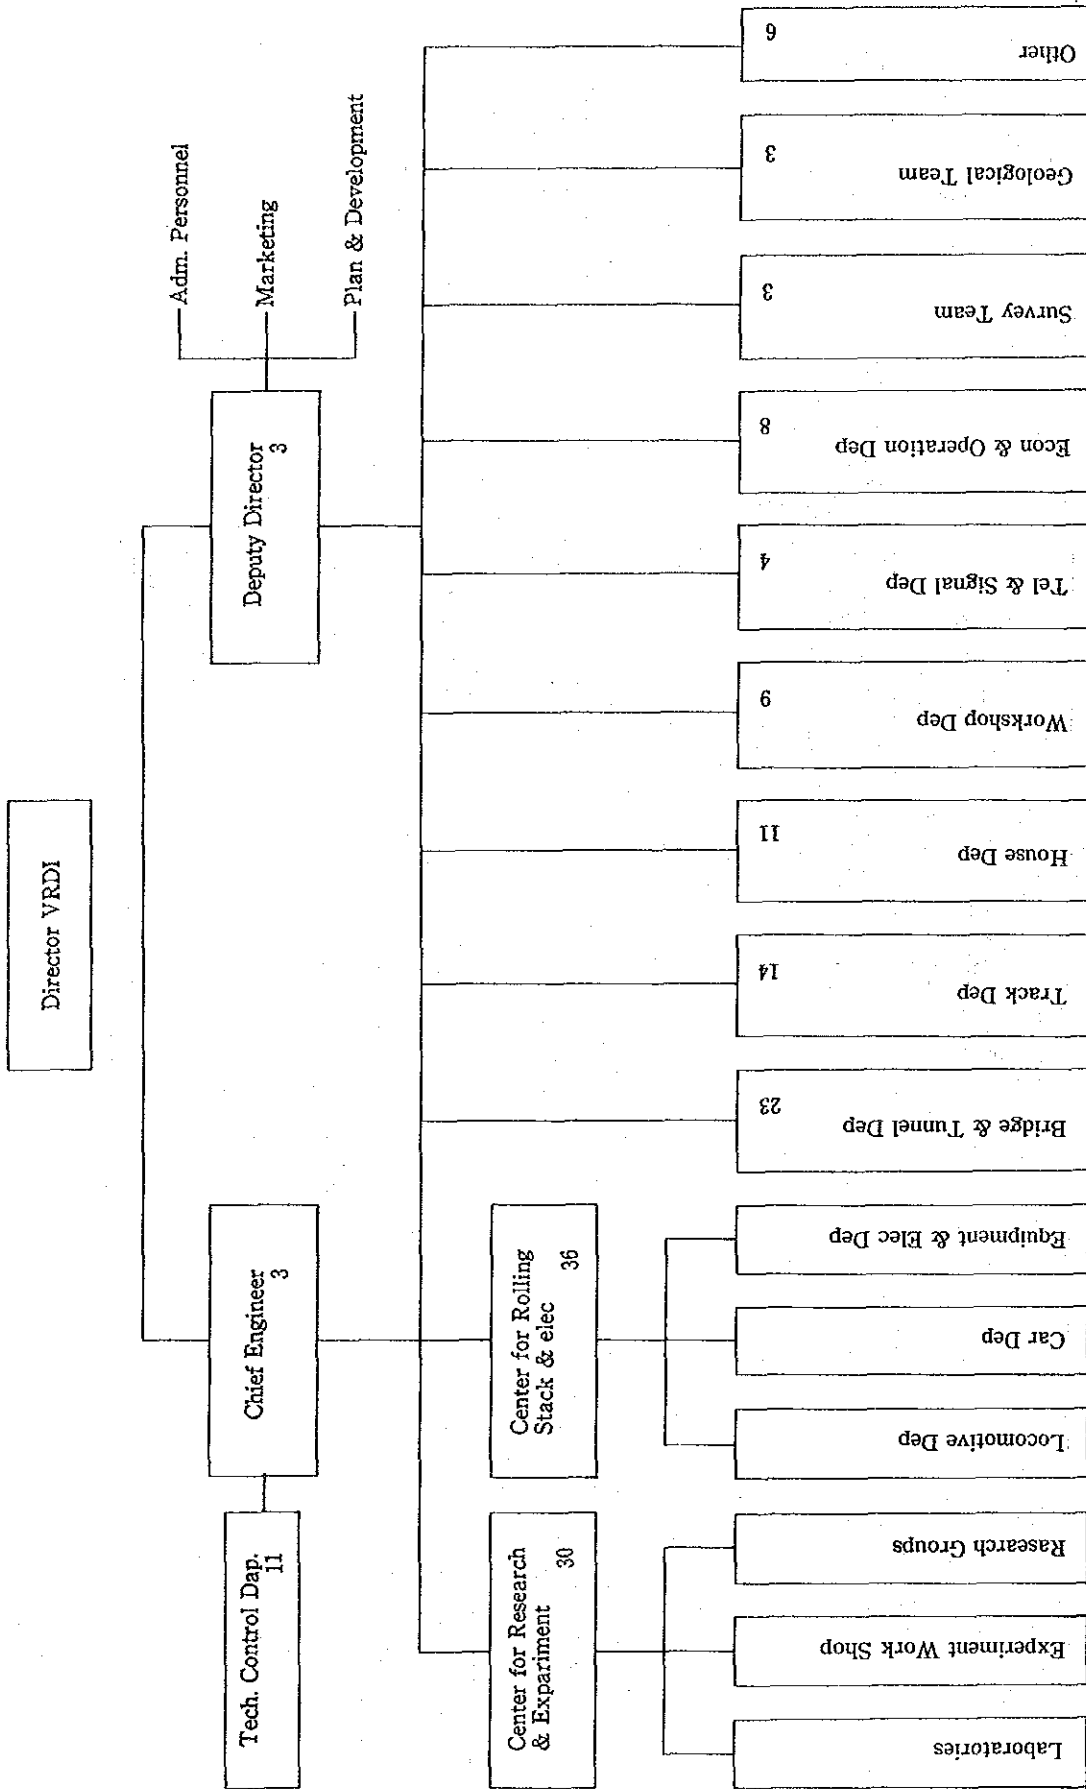 Director VRDI
Tech. Control Dap.
11
Chief Engineer
3
Deputy Director
3
Adm. Personnel
Marketing
Plan & Development
Center for Research
& Expariment
30
Center for Rolling
Stack & elec
36
Laboratories
Experiment Work Shop
Rasearch Groups
Locomotive Dep
Car Dep
Equipment & Elec Dep
Bridge & Tunnel Dep
23
Track Dep
14
House Dep
11
Workshop Dep
9
Tel & Signal Dep
4
Econ & Operation Dep
8
Survey Team
3
Geological Team
3
Other
6